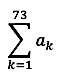 73
∑ aₖ
k=1